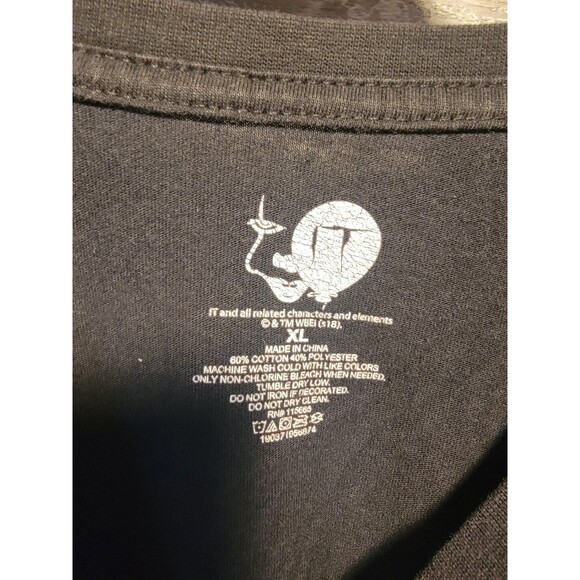 IT
IT and all related characters and elements
© & TM WBEI (s18).
XL
MADE IN CHINA
60% COTTON 40% POLYESTER
MACHINE WASH COLD WITH LIKE COLORS
ONLY NON-CHLORINE BLEACH WHEN NEEDED,
TUMBLE DRY LOW.
DO NOT IRON IF DECORATED.
DO NOT DRY CLEAN.
RN# 115665